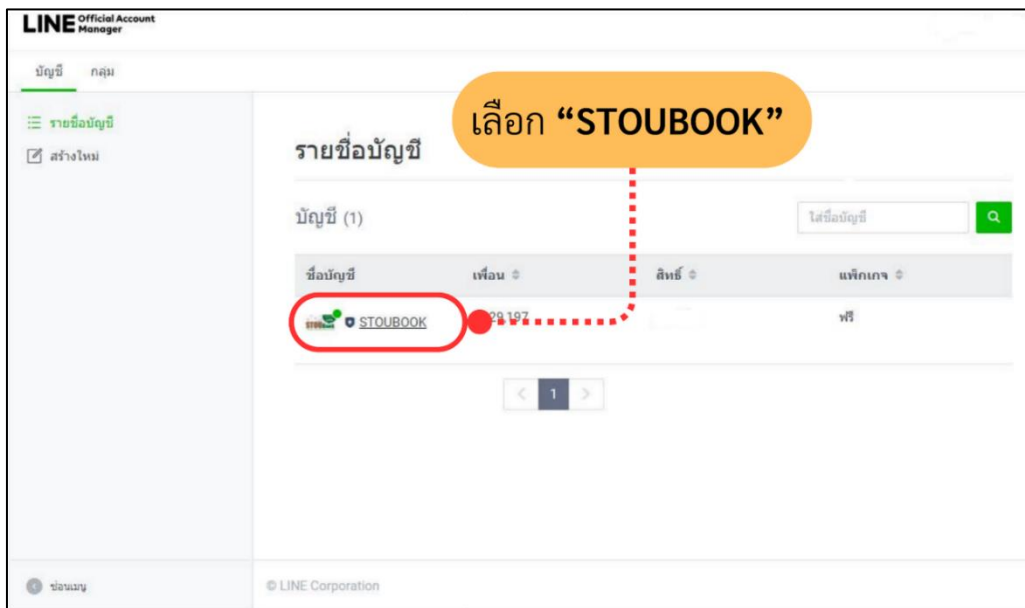 LINE Official Account Manager
บัญชี กลุ่ม
รายชื่อบัญชี
สร้างใหม่
เลือก “STOUBOOK”
รายชื่อบัญชี
บัญชี (1)
ใส่ชื่อบัญชี
ชื่อบัญชี เพื่อน สิทธิ์ แพ็กเกจ
STOUBOOK 29,197 ฟรี
1
ซ่อนเมนู
© LINE Corporation